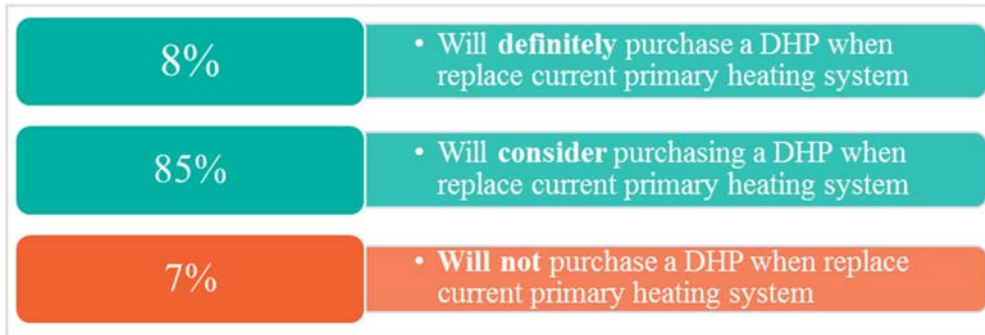 8%
• Will definitely purchase a DHP when
replace current primary heating system
85%
• Will consider purchasing a DHP when
replace current primary heating system
7%
• Will not purchase a DHP when replace
current primary heating system